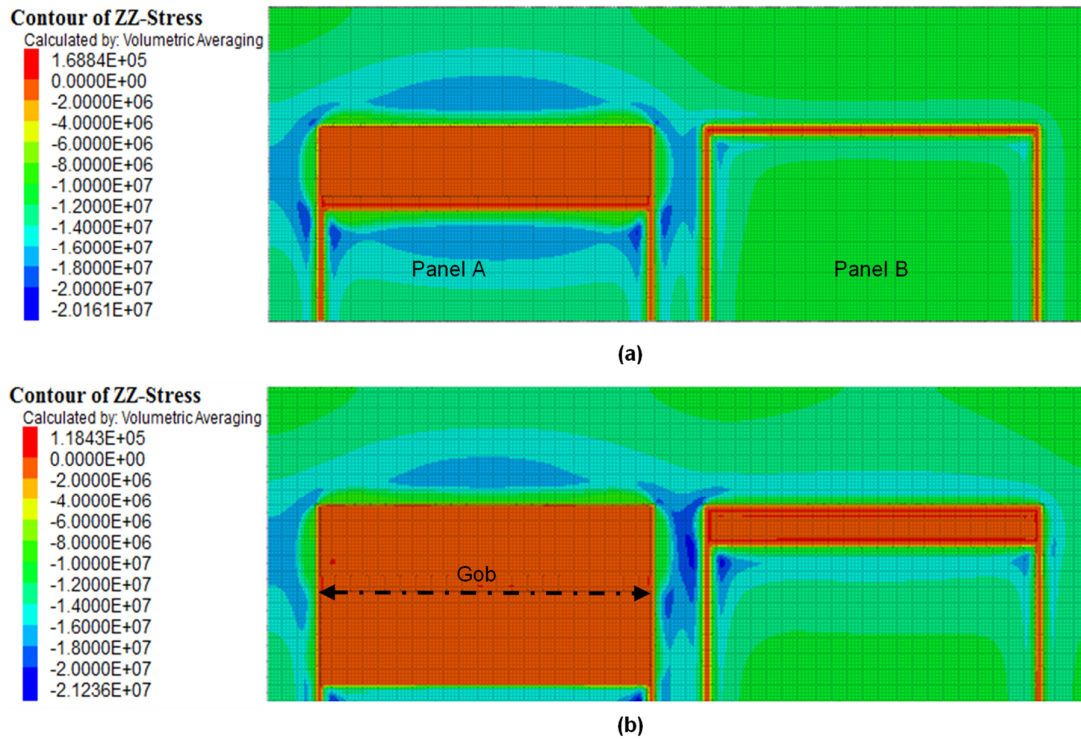 Contour of ZZ-Stress
Calculated by: Volumetric Averaging
1.6884E+05
0.0000E+00
-2.0000E+06
-4.0000E+06
-6.0000E+06
-8.0000E+06
-1.0000E+07
-1.2000E+07
-1.4000E+07
-1.6000E+07
-1.8000E+07
-2.0000E+07
-2.0161E+07
Panel A
Panel B
(a)
Contour of ZZ-Stress
Calculated by: Volumetric Averaging
1.1843E+05
0.0000E+00
-2.0000E+06
-4.0000E+06
-6.0000E+06
-8.0000E+06
-1.0000E+07
-1.2000E+07
-1.4000E+07
-1.6000E+07
-1.8000E+07
-2.0000E+07
-2.1236E+07
Gob
(b)